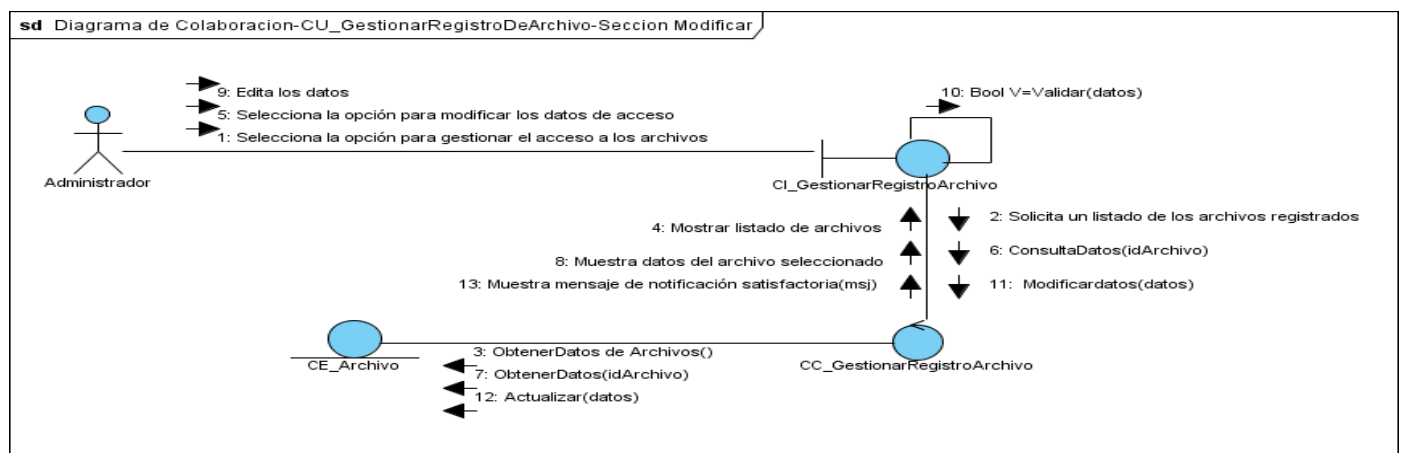 sd Diagrama de Colaboracion-CU_GestionarRegistroDeArchivo-Seccion Modificar
9: Edita los datos
5: Selecciona la opción para modificar los datos de acceso
1: Selecciona la opción para gestionar el acceso a los archivos
Administrador
10: Bool V=Validar(datos)
CI_GestionarRegistroArchivo
4: Mostrar listado de archivos
8: Muestra datos del archivo seleccionado
13: Muestra mensaje de notificación satisfactoria(msj)
2: Solicita un listado de los archivos registrados
6: ConsultaDatos(idArchivo)
11: Modificardatos(datos)
CE_Archivo
3: ObtenerDatos de Archivos()
7: ObtenerDatos(idArchivo)
12: Actualizar(datos)
CC_GestionarRegistroArchivo